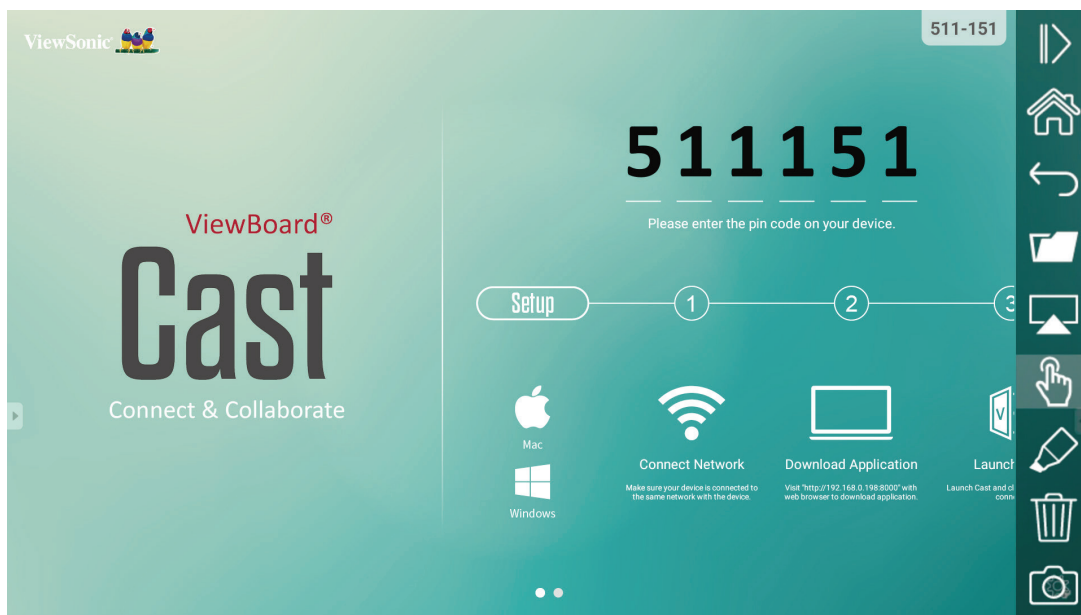 ViewSonic
511-151
511151
Please enter the pin code on your device.
ViewBoard®
Cast
Connect & Collaborate
Setup
1
2
3
Mac
Windows
Connect Network
Make sure your device is connected to
the same network with the device.
Download Application
Visit "http://192.168.0.198:8000" with
web browser to download application.
Launch
Launch Cast and cl
conn
V